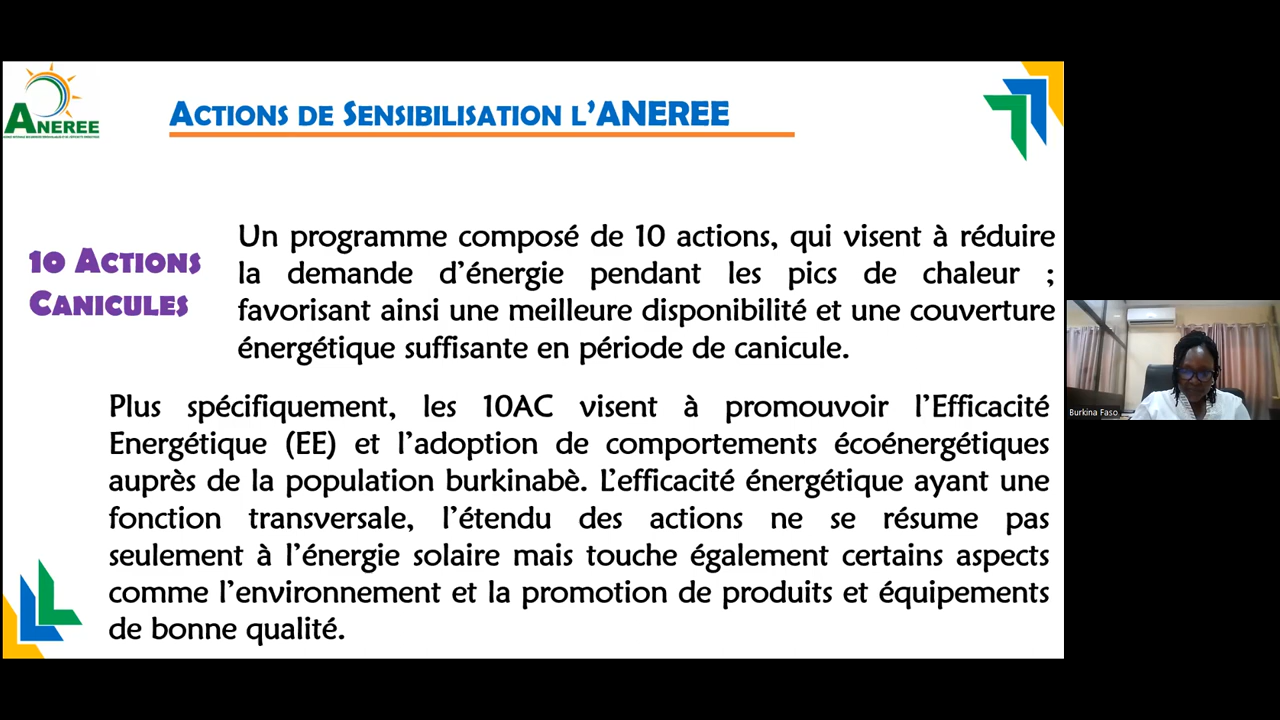 ANEREE
ACTIONS DE SENSIBILISATION L'ANEREE
10 ACTIONS
CANICULES
Un programme composé de 10 actions, qui visent à réduire
la demande d'énergie pendant les pics de chaleur ;
favorisant ainsi une meilleure disponibilité et une couverture
énergétique suffisante en période de canicule.
Plus spécifiquement, les 10AC visent à promouvoir l'Efficacité
Energétique (EE) et l'adoption de comportements écoénergétiques
auprès de la population burkinabè. L'efficacité énergétique ayant une
fonction transversale, l'étendu des actions ne se résume pas
seulement à l'énergie solaire mais touche également certains aspects
comme l'environnement et la promotion de produits et équipements
de bonne qualité.
Burkina Faso